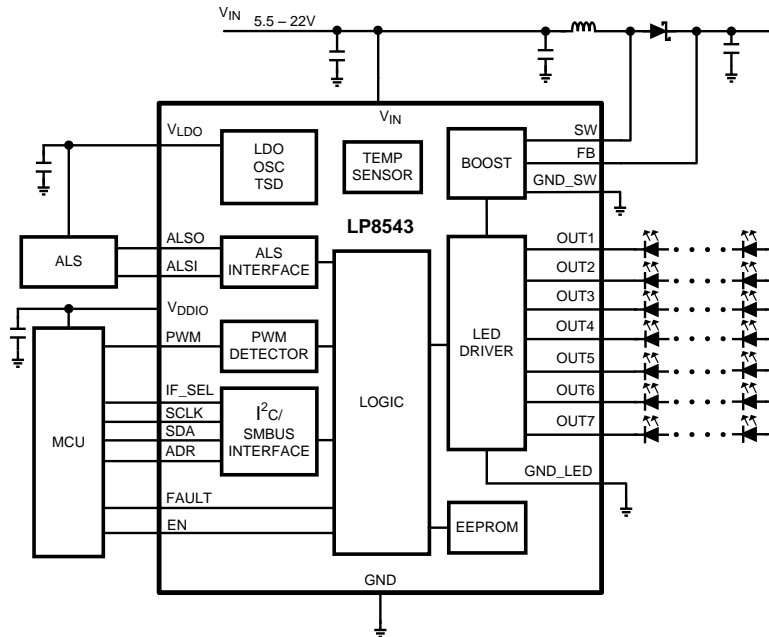 VIN 5.5 – 22V
VIN
VLDO
LDO
OSC
TSD
TEMP
SENSOR
BOOST
SW
FB
GND_SW
LP8543
ALS
ALSO
ALSI
ALS
INTERFACE
VDDIO
PWM
PWM
DETECTOR
MCU
IF_SEL
SCLK
SDA
ADR
I²C/
SMBUS
INTERFACE
LOGIC
LED
DRIVER
OUT1
OUT2
OUT3
OUT4
OUT5
OUT6
OUT7
GND_LED
FAULT
EN
EEPROM
GND